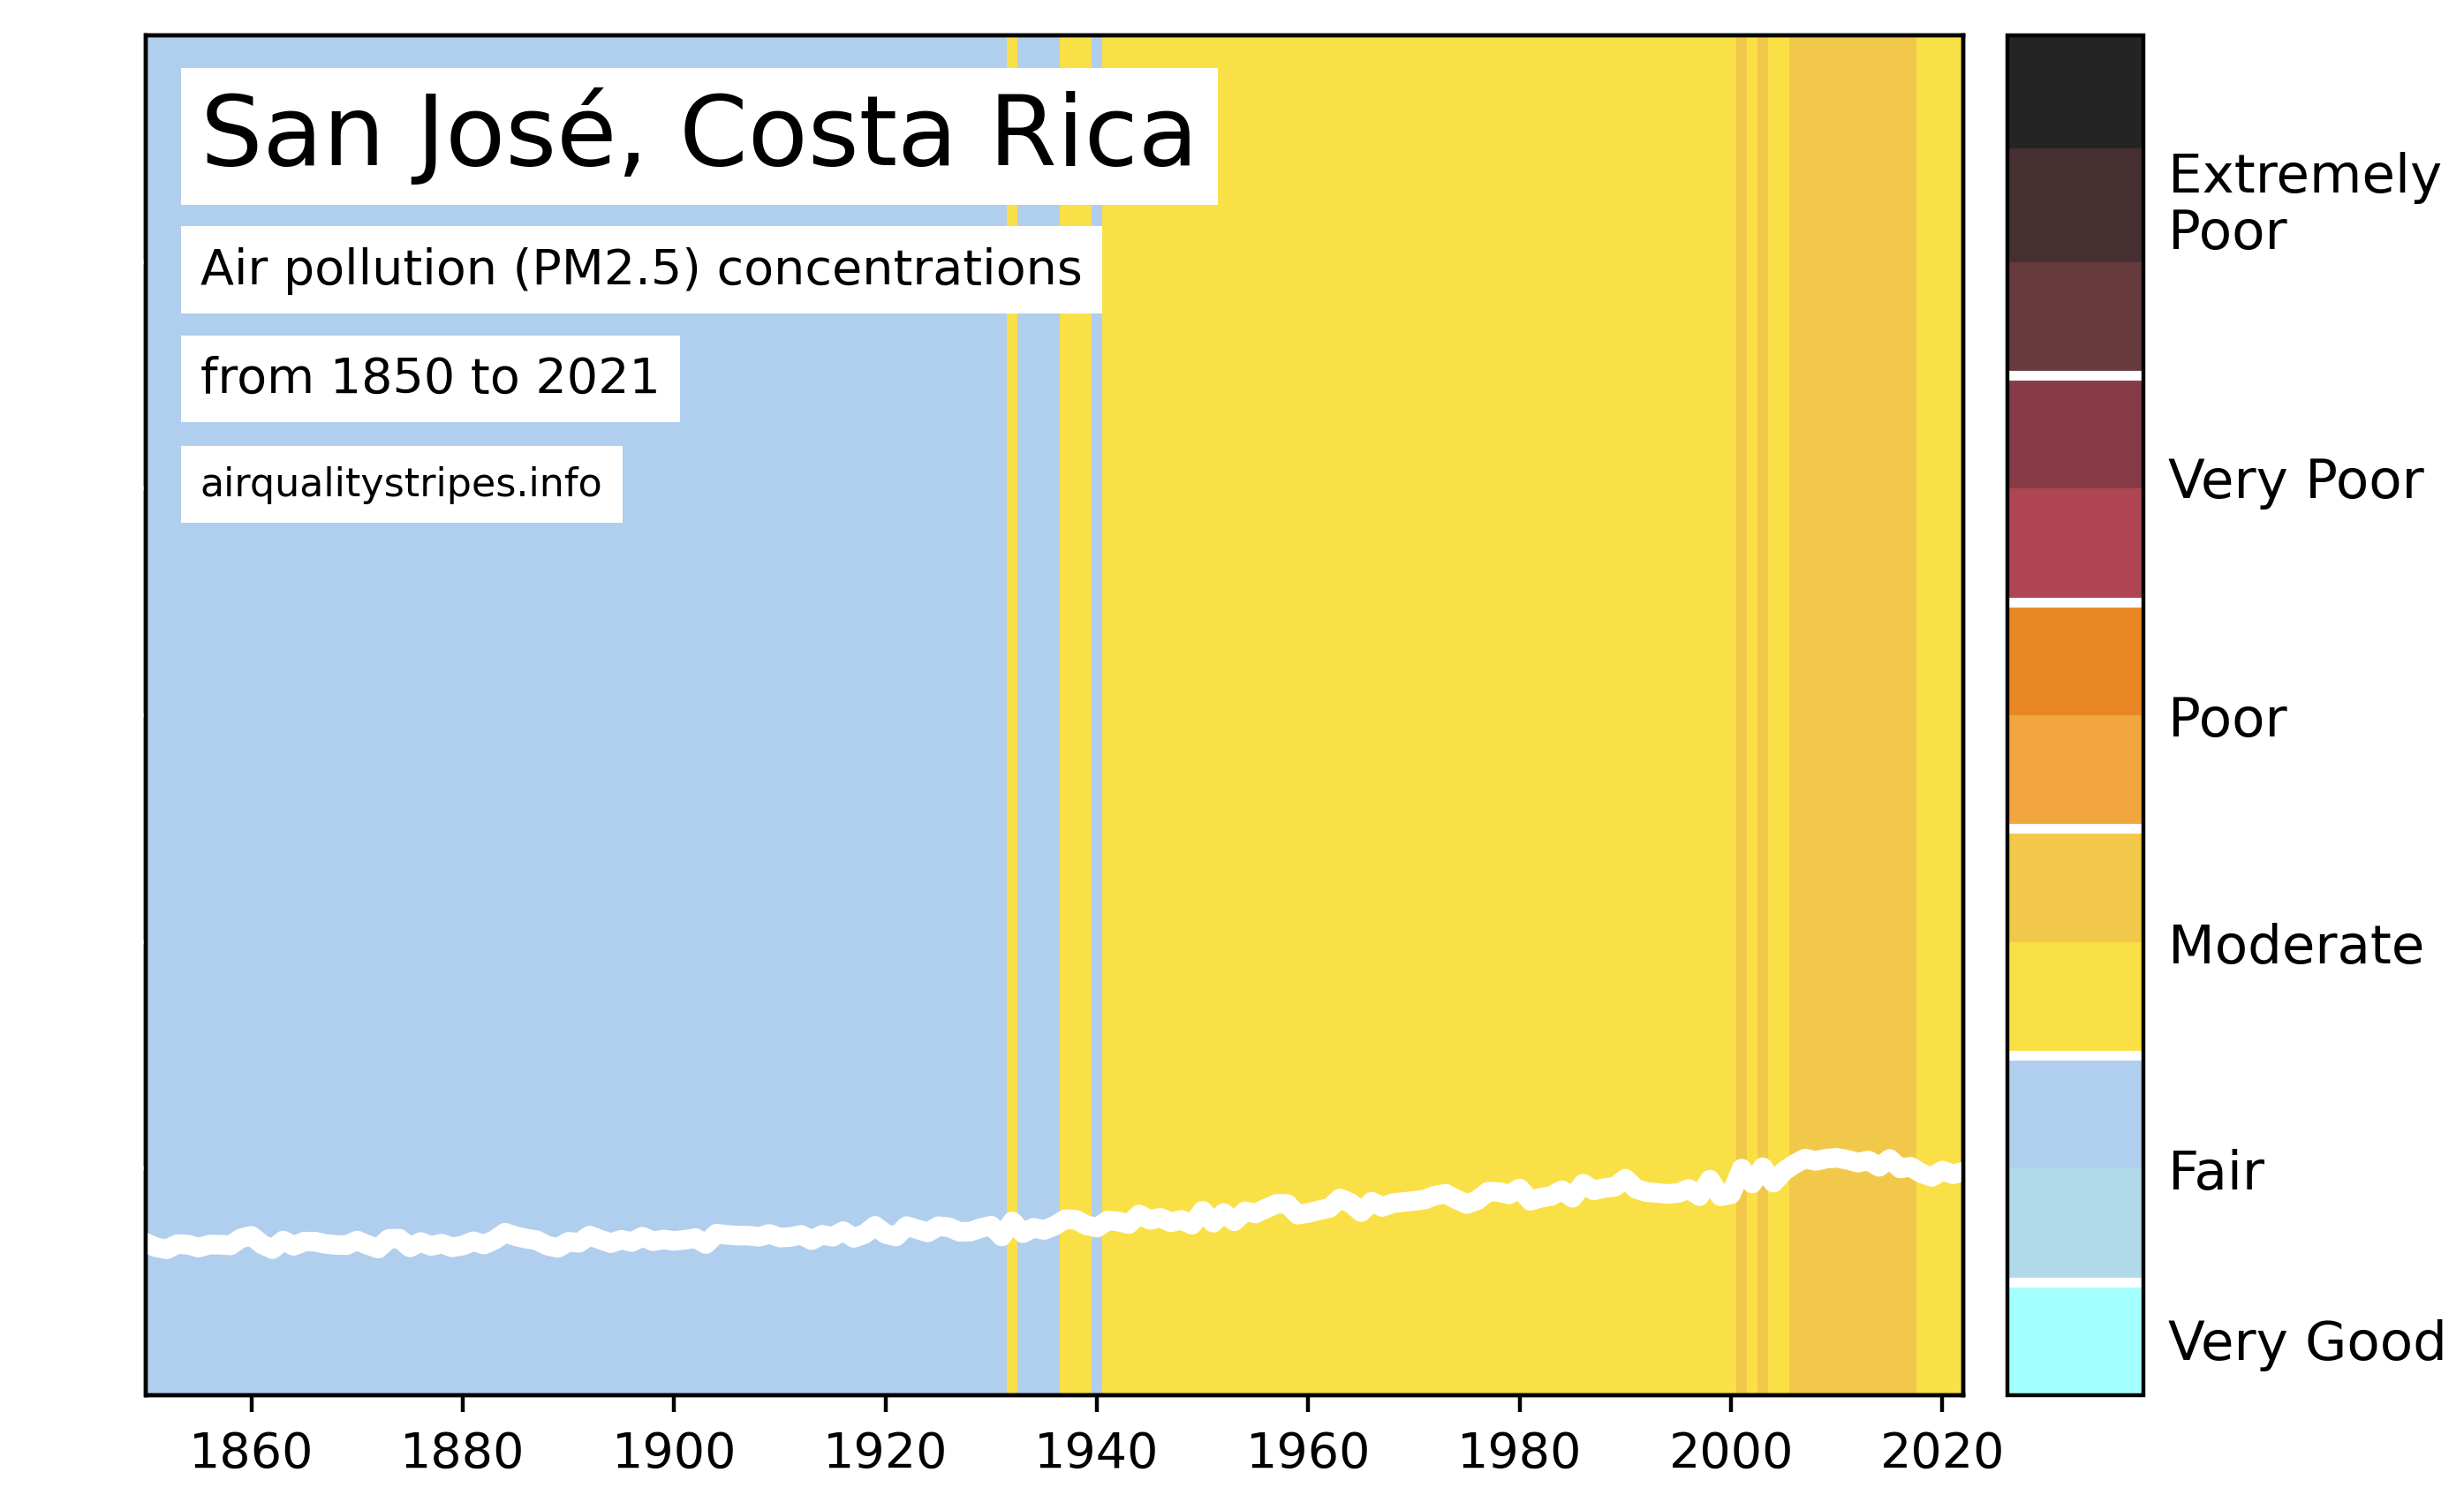 San José, Costa Rica
Air pollution (PM2.5) concentrations
from 1850 to 2021
airqualitystripes.info
Extremely
Poor
Very Poor
Poor
Moderate
Fair
Very Good
1860 1880 1900 1920 1940 1960 1980 2000 2020